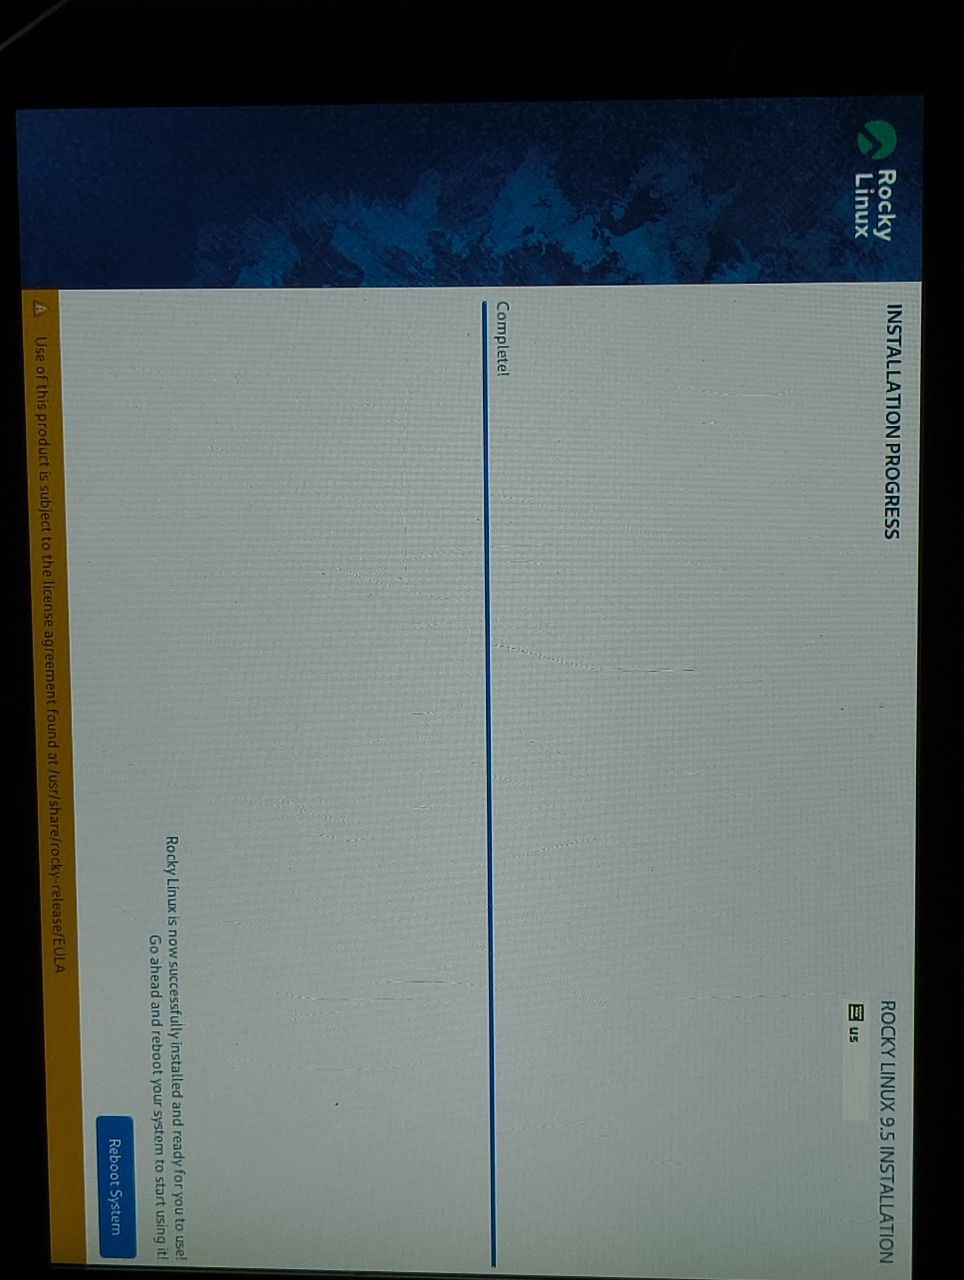 Rocky
Linux
INSTALLATION PROGRESS
ROCKY LINUX 9.5 INSTALLATION
us
Complete!
Rocky Linux is now successfully installed and ready for you to use!
Go ahead and reboot your system to start using it!
Reboot System
Use of this product is subject to the license agreement found at /usr/share/rocky-release/EULA